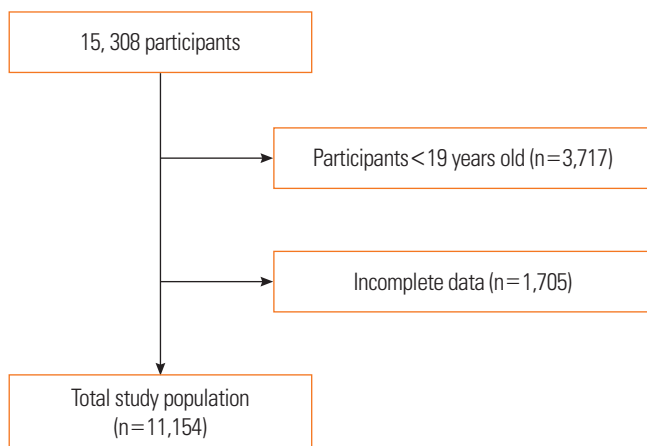 15, 308 participants
Participants<19 years old (n=3,717)
Incomplete data (n=1,705)
Total study population
(n=11,154)